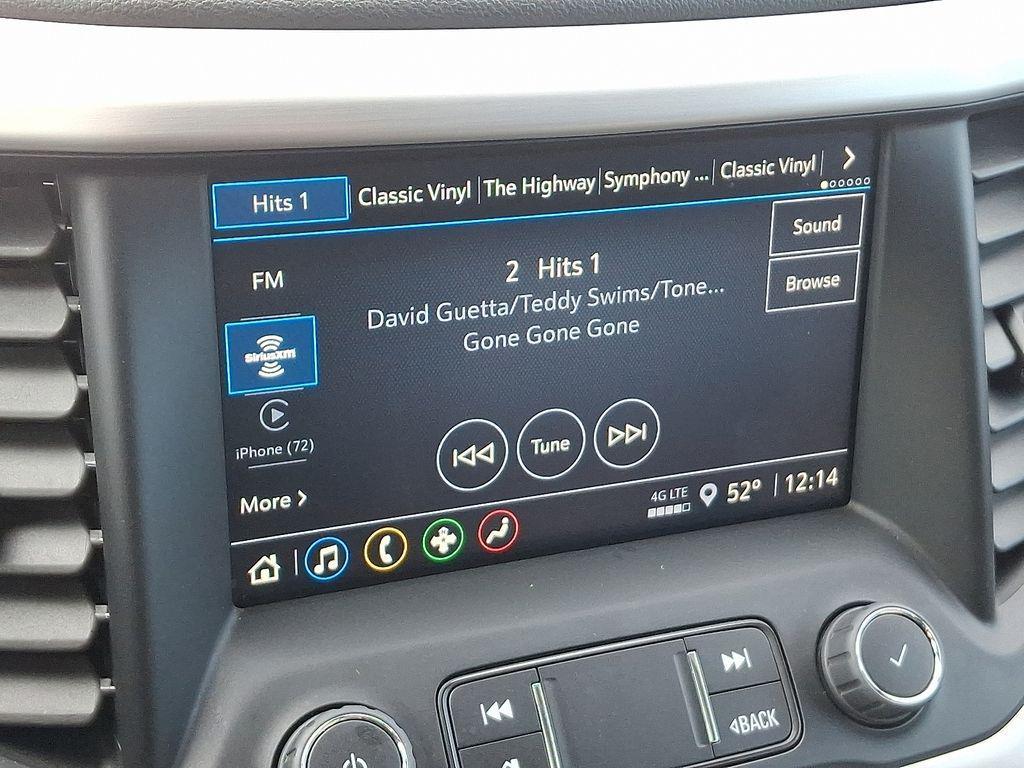 Hits 1
Classic Vinyl
The Highway
Symphony ...
Classic Vinyl
Sound
Browse
FM
SiriusXM
iPhone (72)
More
2 Hits 1
David Guetta/Teddy Swims/Tone...
Gone Gone Gone
Tune
4G LTE
52°
12:14
BACK